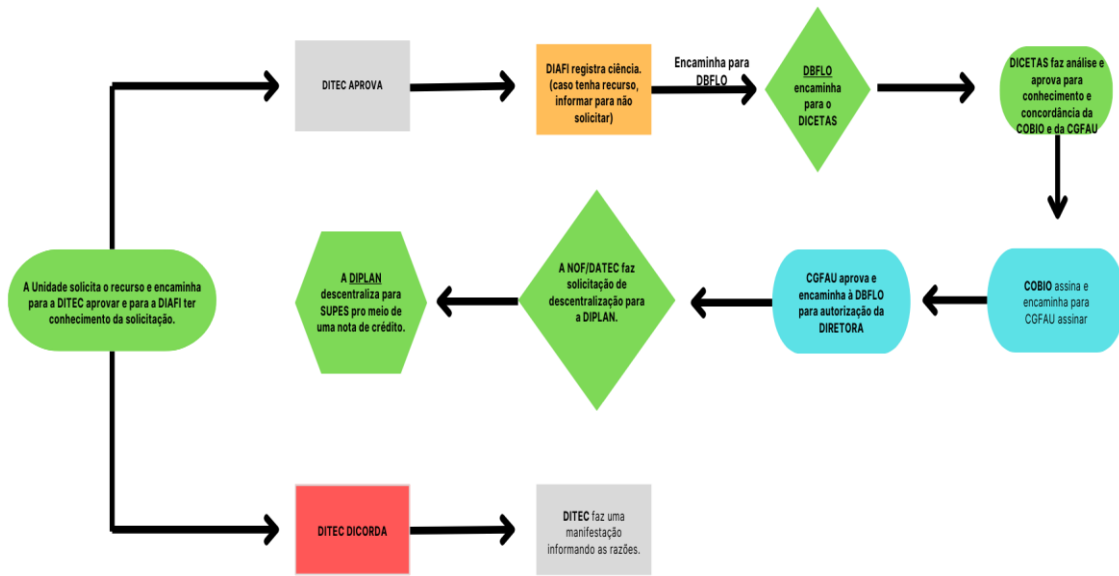 DITEC APROVA
DIAFI registra ciência.
(caso tenha recurso,
informar para não
solicitar)
Encaminha para
DBFLO
DBFLO
encaminha
para o
DICETAS
DICETAS faz análise e
aprova para
conhecimento e
concordância da
COBIO e da CGFAU
A Unidade solicita o recurso e encaminha
para a DITEC aprovar e para a DIAFI ter
conhecimento da solicitação.
A DIPLAN
descentraliza para
SUPES pro meio de
uma nota de crédito.
A NOF/DATEC faz
solicitação de
descentralização para
a DIPLAN.
CGFAU aprova e
encaminha à DBFLO
para autorização da
DIRETORA
COBIO assina e
encaminha para
CGFAU assinar
DITEC DICORDA
DITEC faz uma
manifestação
informando as razões.